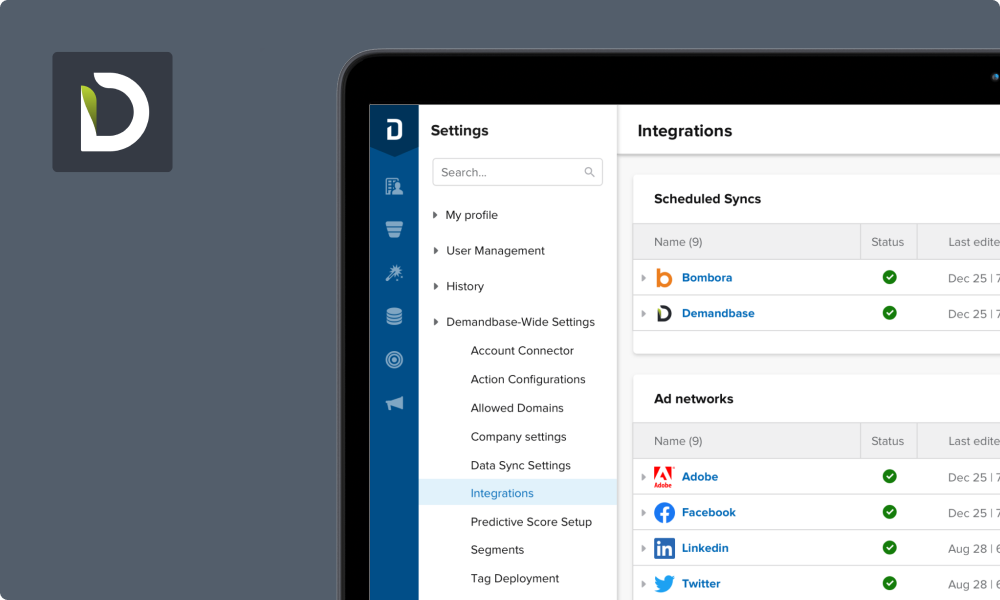 Settings
Search...
My profile
User Management
History
Demandbase-Wide Settings
Account Connector
Action Configurations
Allowed Domains
Company settings
Data Sync Settings
Integrations
Predictive Score Setup
Segments
Tag Deployment
Integrations
Scheduled Syncs
Name (9) Status Last edite
Bombora Dec 25 | 7
Demandbase Dec 25 | 7
Ad networks
Name (9) Status Last edite
Adobe Adobe Dec 25 | 7
Facebook Dec 25 | 7
in Linkedin Aug 28 | 6
Twitter Aug 28 | 6